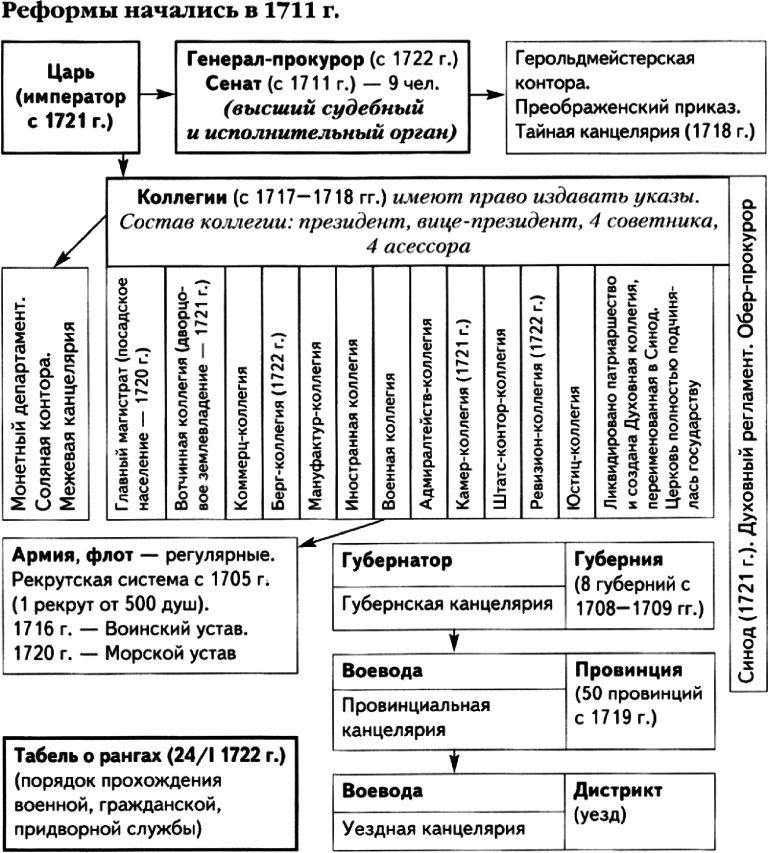 Реформы начались в 1711 г.
Царь
(император
с 1721 г.)
Генерал-прокурор (с 1722 г.)
Сенат (с 1711 г.) — 9 чел.
(высший судебный
и исполнительный орган)
Герольдмейстерская
контора.
Преображенский приказ.
Тайная канцелярия (1718 г.)
Коллегии (с 1717—1718 гг.) имеют право издавать указы.
Состав коллегии: президент, вице-президент, 4 советника,
4 асессора
Монетный департамент.
Соляная контора.
Межевая канцелярия
Главный магистрат (посадское
население — 1720 г.)
Вотчинная коллегия (дворцо-
вое землевладение — 1721 г.)
Коммерц-коллегия
Берг-коллегия (1722 г.)
Мануфактур-коллегия
Иностранная коллегия
Военная коллегия
Адмиралтейств-коллегия
Камер-коллегия (1721 г.)
Штатс-контор-коллегия
Ревизион-коллегия (1722 г.)
Юстиц-коллегия
Ликвидировано патриаршество
и создана Духовная коллегия,
переименованная в Синод.
Церковь полностью подчиня-
лась государству
Синод (1721 г.). Духовный регламент. Обер-прокурор
Армия, флот — регулярные.
Рекрутская система с 1705 г.
(1 рекрут от 500 душ).
1716 г. — Воинский устав.
1720 г. — Морской устав
Губернатор
Губернская канцелярия
Губерния
(8 губерний с
1708—1709 гг.)
Воевода
Провинциальная
канцелярия
Провинция
(50 провинций
с 1719 г.)
Табель о рангах (24/I 1722 г.)
(порядок прохождения
военной, гражданской,
придворной службы)
Воевода
Уездная канцелярия
Дистрикт
(уезд)